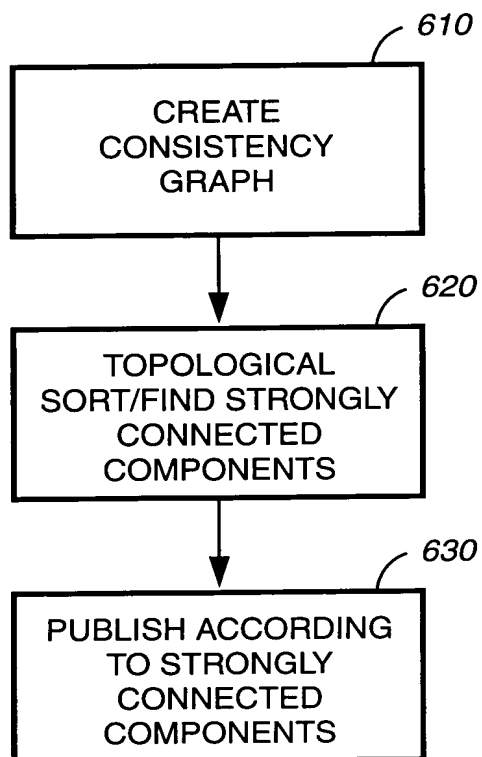 610
CREATE
CONSISTENCY
GRAPH
620
TOPOLOGICAL
SORT/FIND STRONGLY
CONNECTED
COMPONENTS
630
PUBLISH ACCORDING
TO STRONGLY
CONNECTED
COMPONENTS